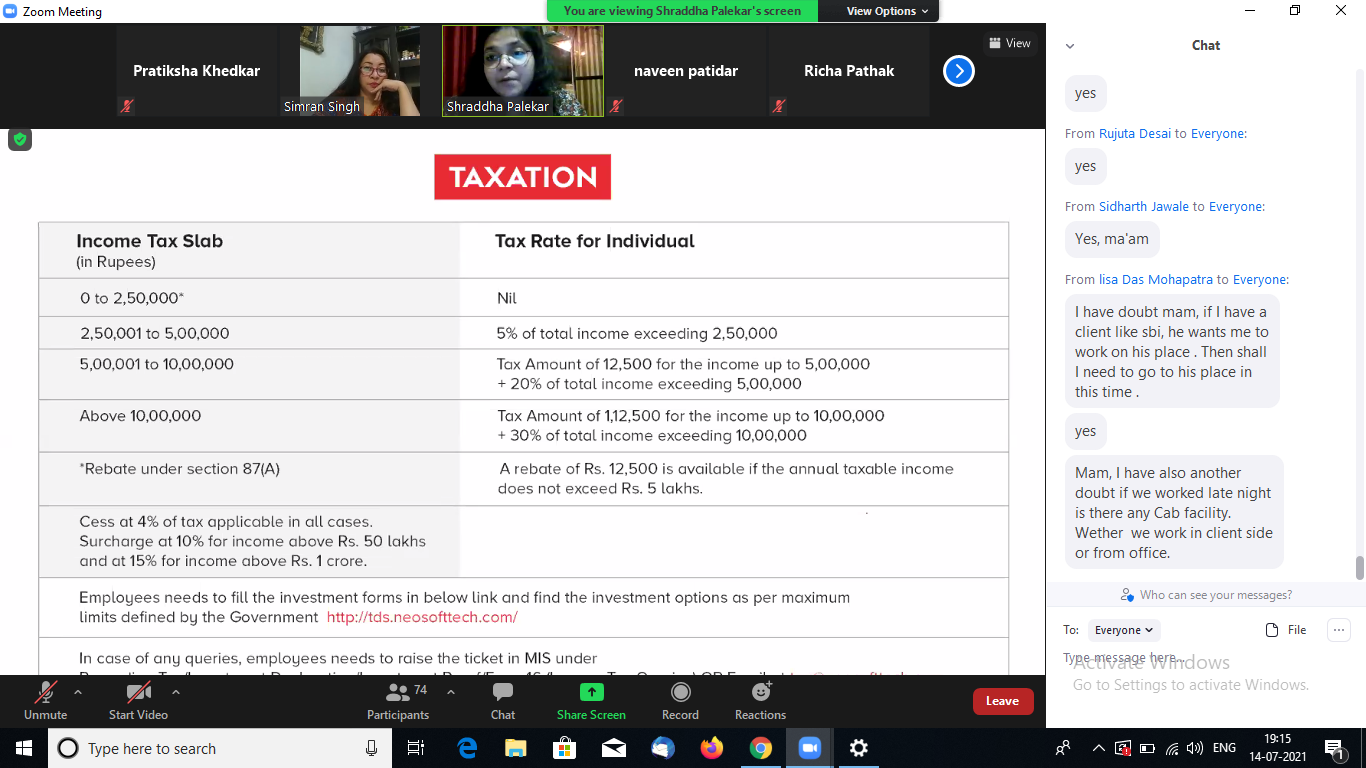 Zoom Meeting
You are viewing Shraddha Palekar's screen
View Options
Pratiksha Khedkar
Simran Singh
Shraddha Palekar
naveen patidar
Richa Pathak
View
TAXATION
Income Tax Slab
(in Rupees)
Tax Rate for Individual
0 to 2,50,000*
Nil
2,50,001 to 5,00,000
5% of total income exceeding 2,50,000
5,00,001 to 10,00,000
Tax Amount of 12,500 for the income up to 5,00,000
+ 20% of total income exceeding 5,00,000
Above 10,00,000
Tax Amount of 1,12,500 for the income up to 10,00,000
+ 30% of total income exceeding 10,00,000
*Rebate under section 87(A)
A rebate of Rs. 12,500 is available if the annual taxable income
does not exceed Rs. 5 lakhs.
Cess at 4% of tax applicable in all cases.
Surcharge at 10% for income above Rs. 50 lakhs
and at 15% for income above Rs. 1 crore.
Employees needs to fill the investment forms in below link and find the investment options as per maximum
limits defined by the Government http://tds.neosofttech.com/
In case of any queries, employees needs to raise the ticket in MIS under
Chat
yes
From Rujuta Desai to Everyone:
yes
From Sidharth Jawale to Everyone:
Yes, ma'am
From lisa Das Mohapatra to Everyone:
I have doubt mam, if I have a
client like sbi, he wants me to
work on his place . Then shall
I need to go to his place in
this time .
yes
Mam, I have also another
doubt if we worked late night
is there any Cab facility.
Wether we work in client side
or from office.
Who can see your messages?
To: Everyone
File
Type message here...
Activate Windows
Go to Settings to activate Windows.
Unmute
Start Video
74
Participants
Chat
Share Screen
Record
Reactions
Leave
Type here to search
ENG
19:15
14-07-2021
1